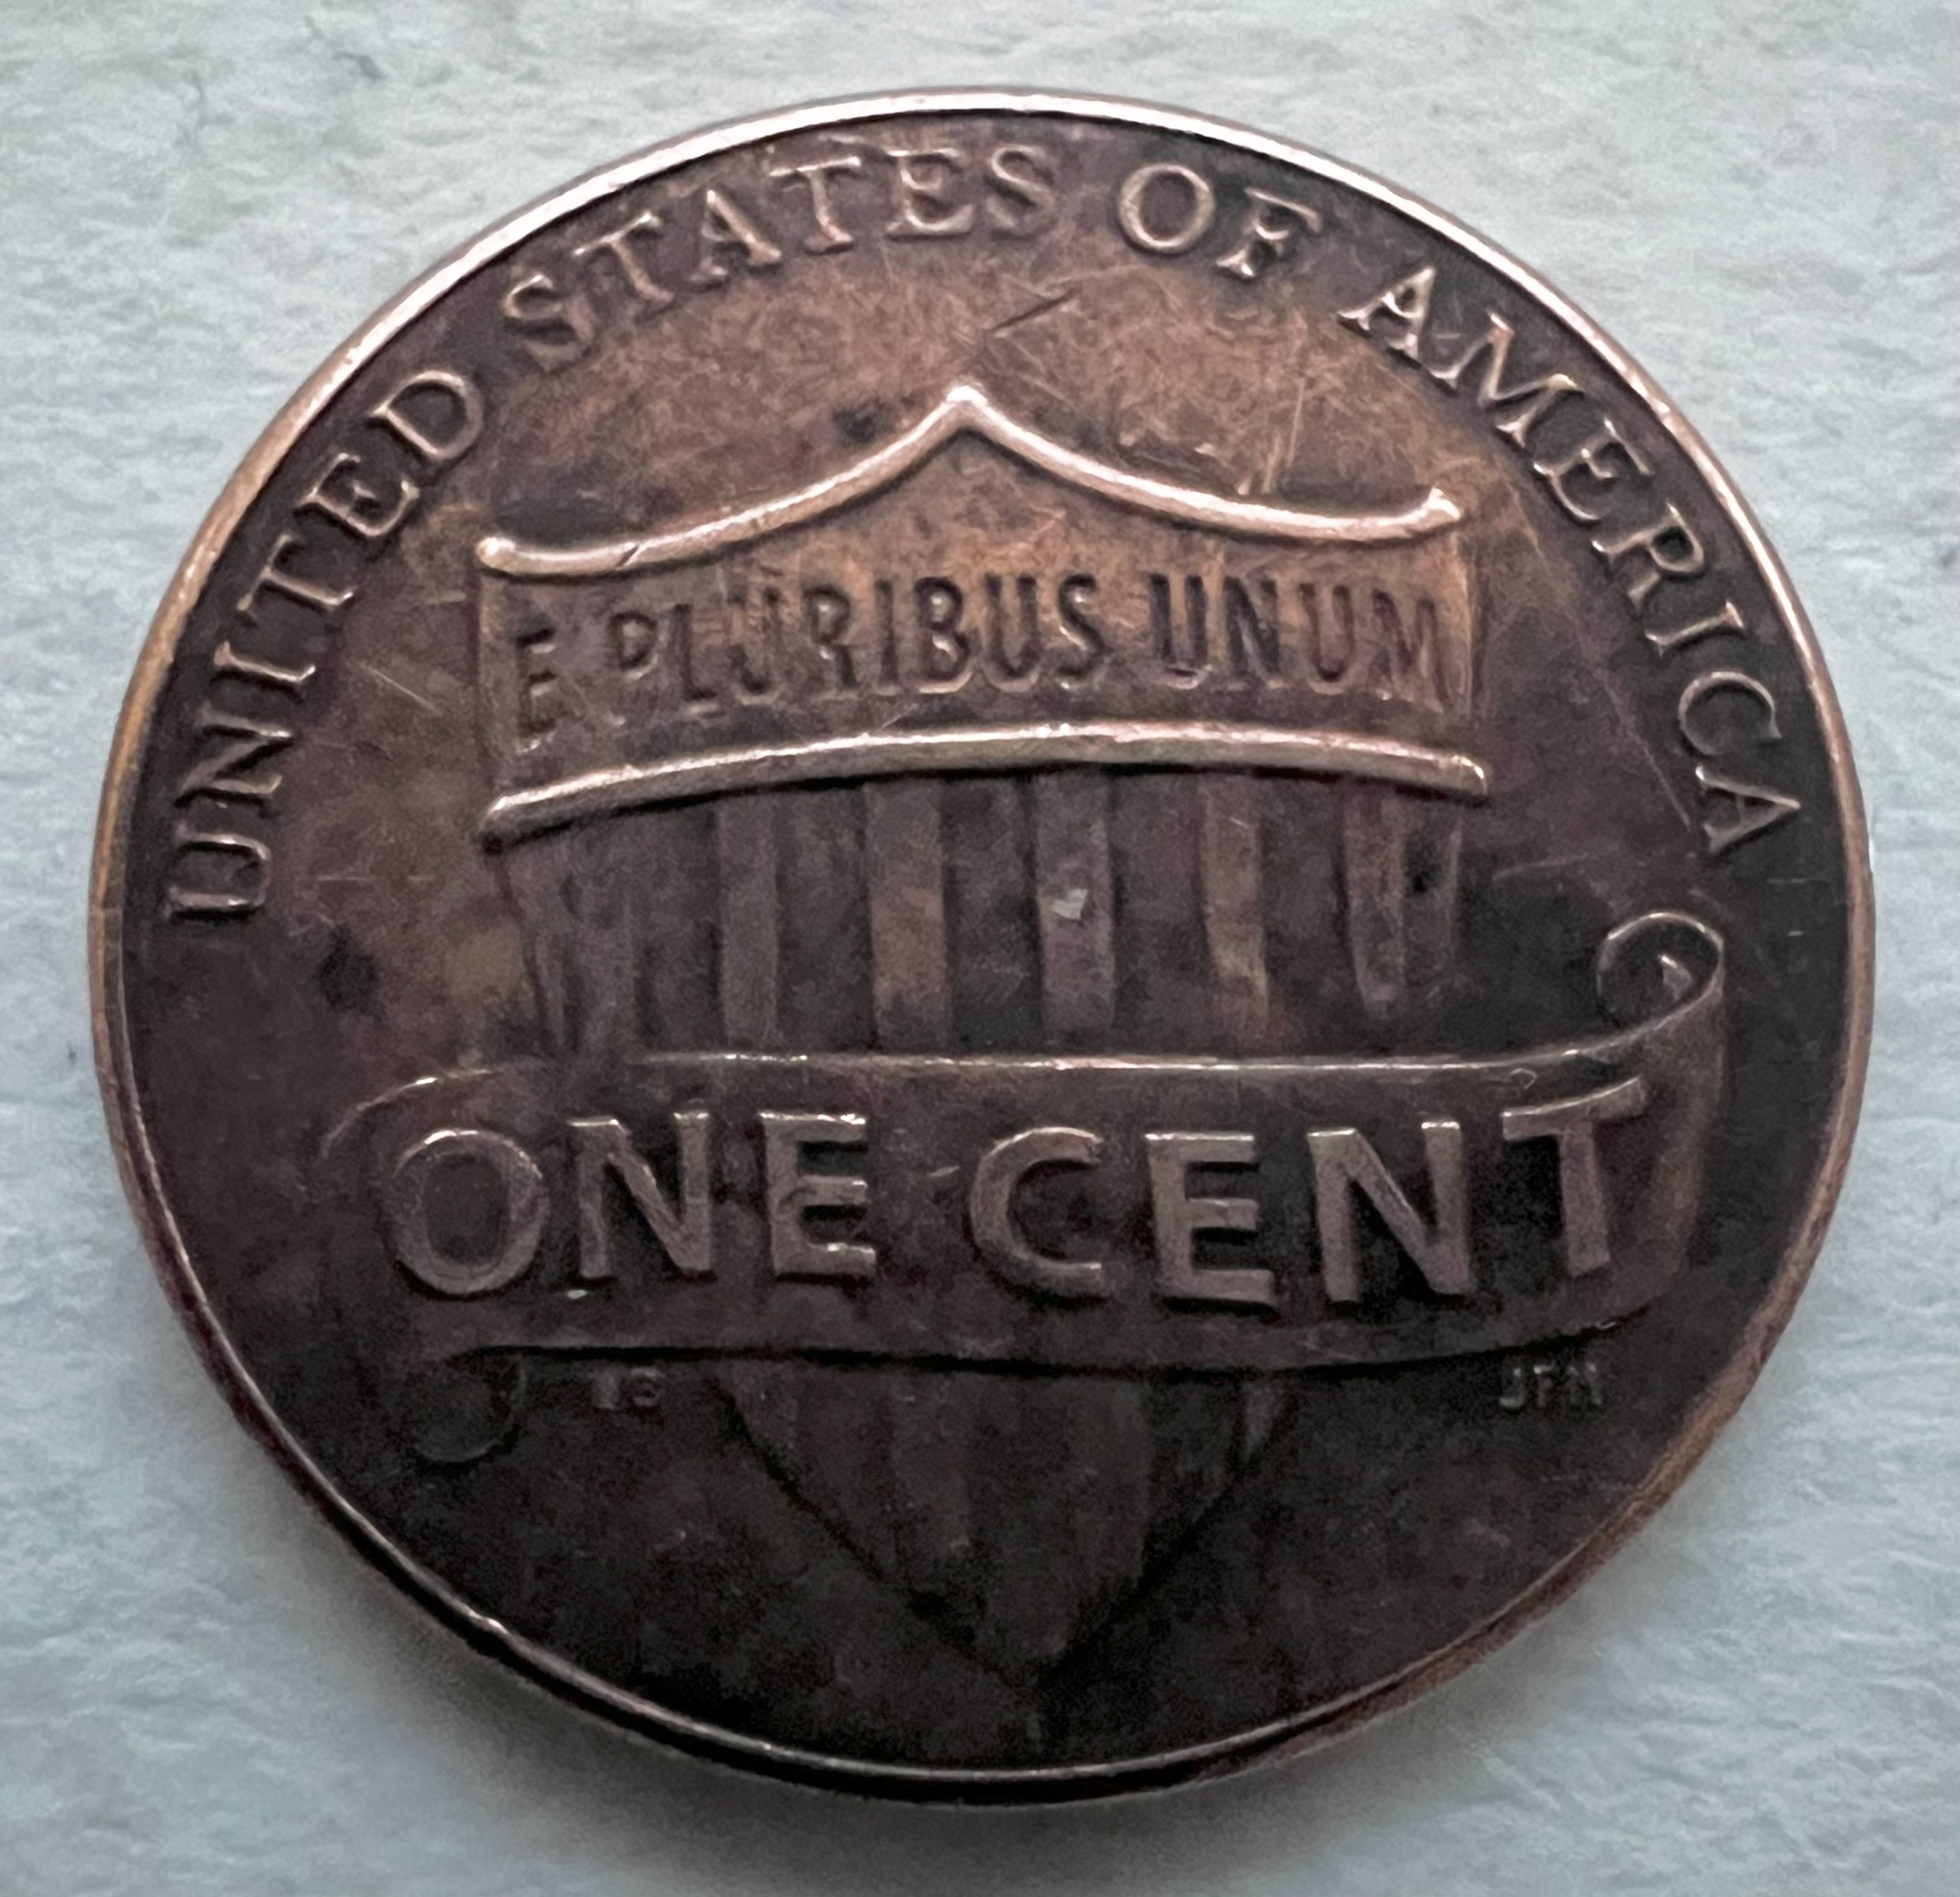 UNITED STATES OF AMERICA
E PLURIBUS UNUM
ONE CENT
JFM